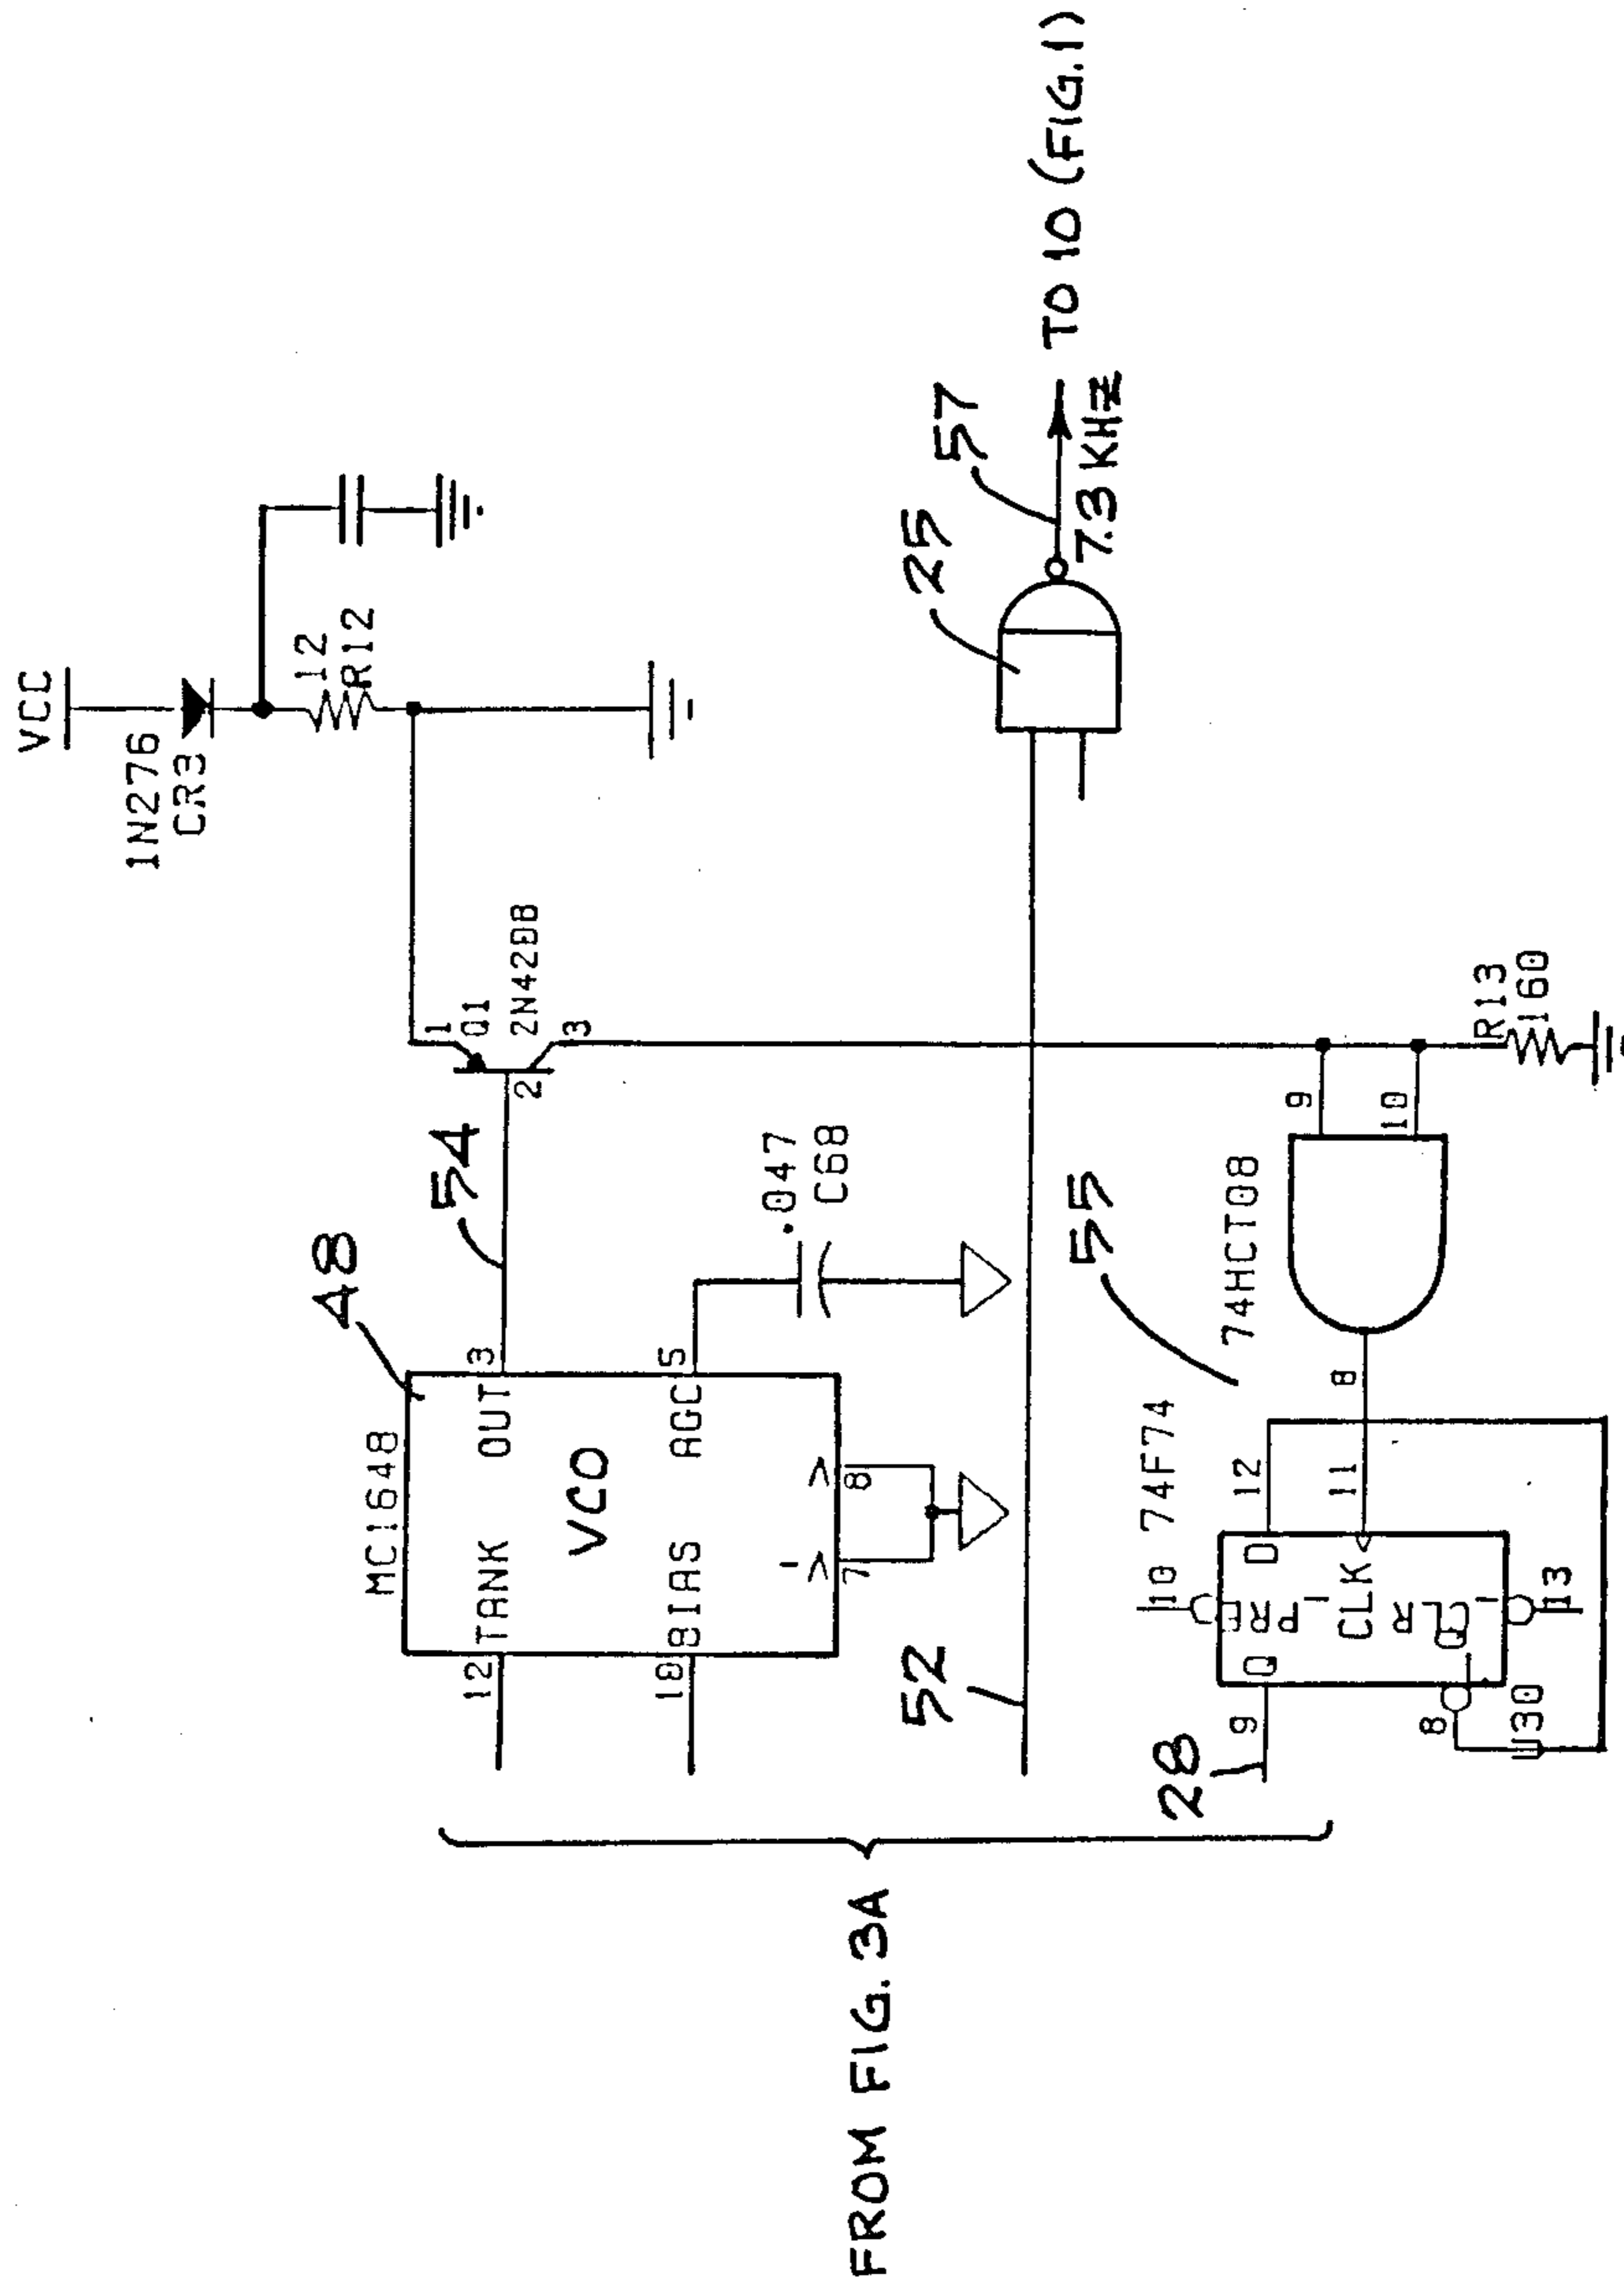 VCC
1N276
CR3
12
R12
48
MC1648
12
TANK
OUT
3
54
VCO
18
BIAS
AGC
5
7
8
.047
C68
1
Q1
2
2N4208
3
52
25
57
7.3 KHz
TO 10 (FIG.1)
FROM FIG. 3A
28
55
10
74F74
9
Q
PRE
D
12
CLK
11
8
CLR
Q
8
13
U30
74HCT08
9
10
R13
160